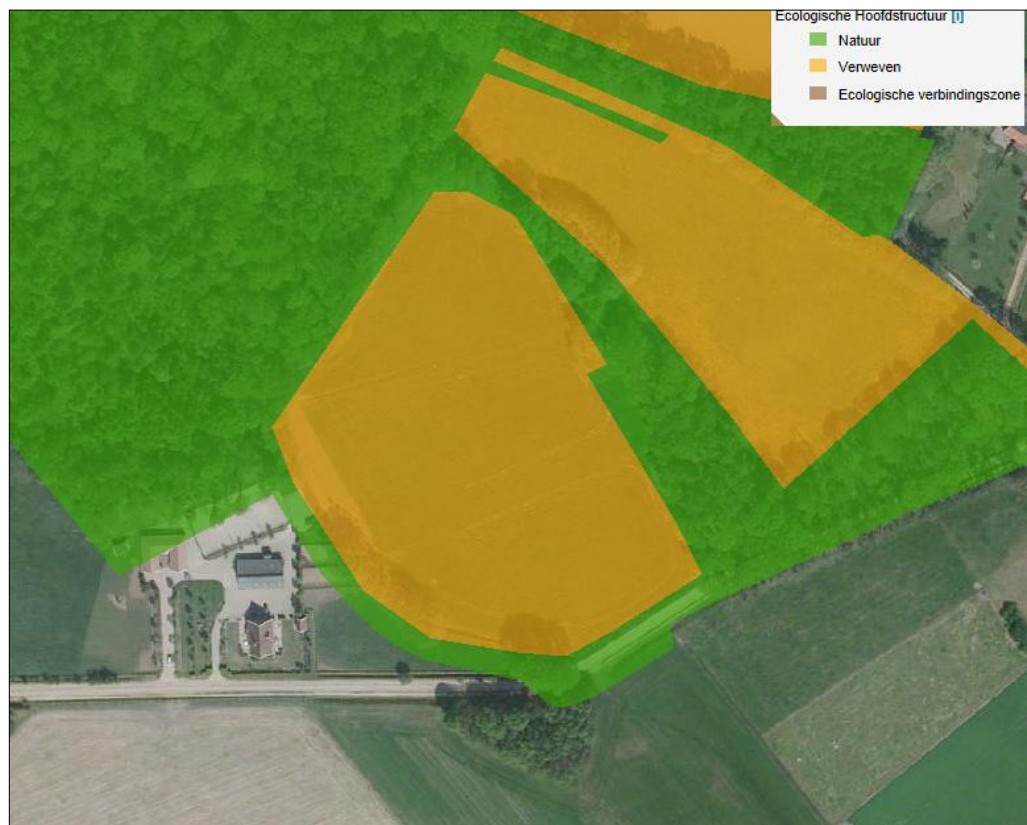 Ecologische Hoofdstructuur [i]
Natuur
Verweven
Ecologische verbindingszone